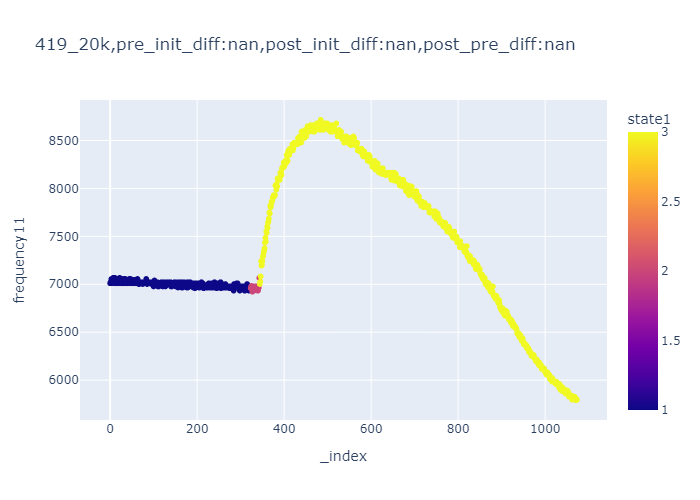 419_20k,pre_init_diff:nan,post_init_diff:nan,post_pre_diff:nan
state1
3
2.5
2
1.5
1
frequency11
8500
8000
7500
7000
6500
6000
0 200 400 600 800 1000
_index